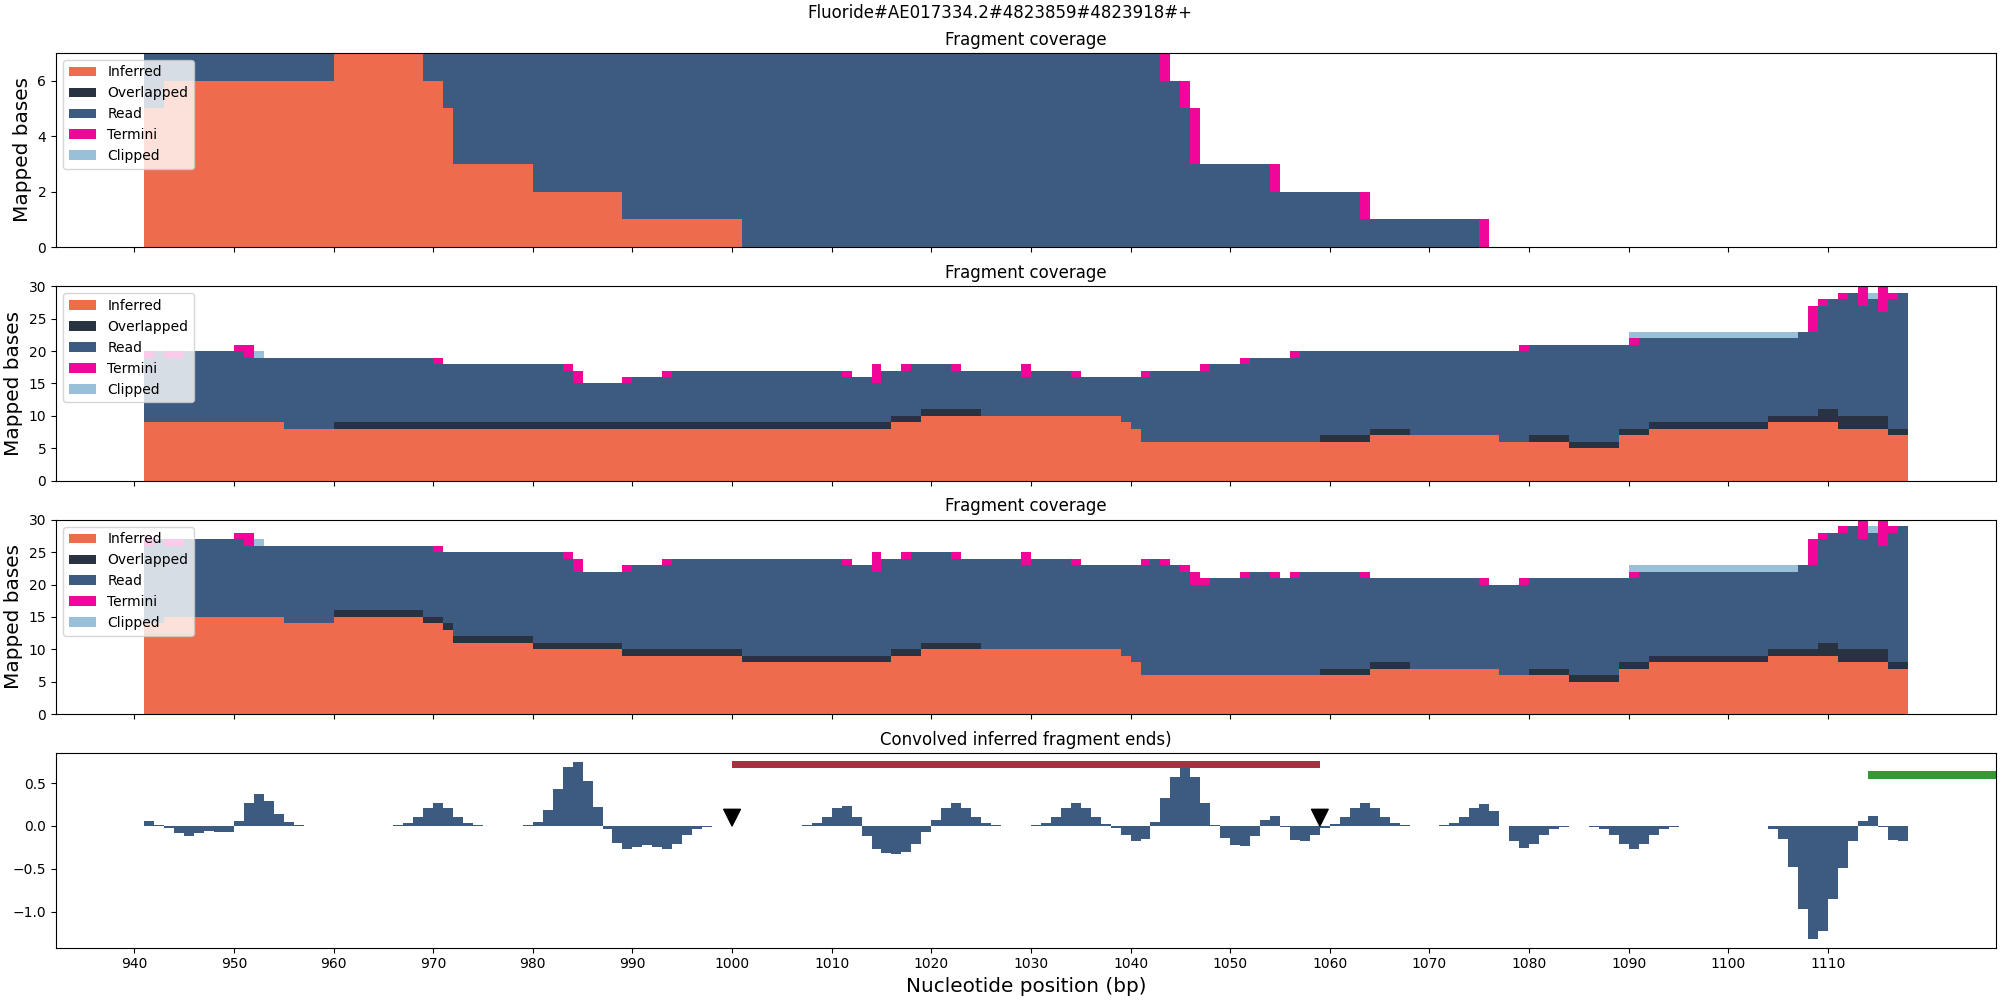 Fluoride#AE017334.2#4823859#4823918#+
Fragment coverage
Mapped bases
6
4
2
0
Inferred
Overlapped
Read
Termini
Clipped
Fragment coverage
Mapped bases
30
25
20
15
10
5
0
Inferred
Overlapped
Read
Termini
Clipped
Fragment coverage
Mapped bases
30
25
20
15
10
5
0
Inferred
Overlapped
Read
Termini
Clipped
Convolved inferred fragment ends)
0.5
0.0
−0.5
−1.0
940 950 960 970 980 990 1000 1010 1020 1030 1040 1050 1060 1070 1080 1090 1100 1110
Nucleotide position (bp)